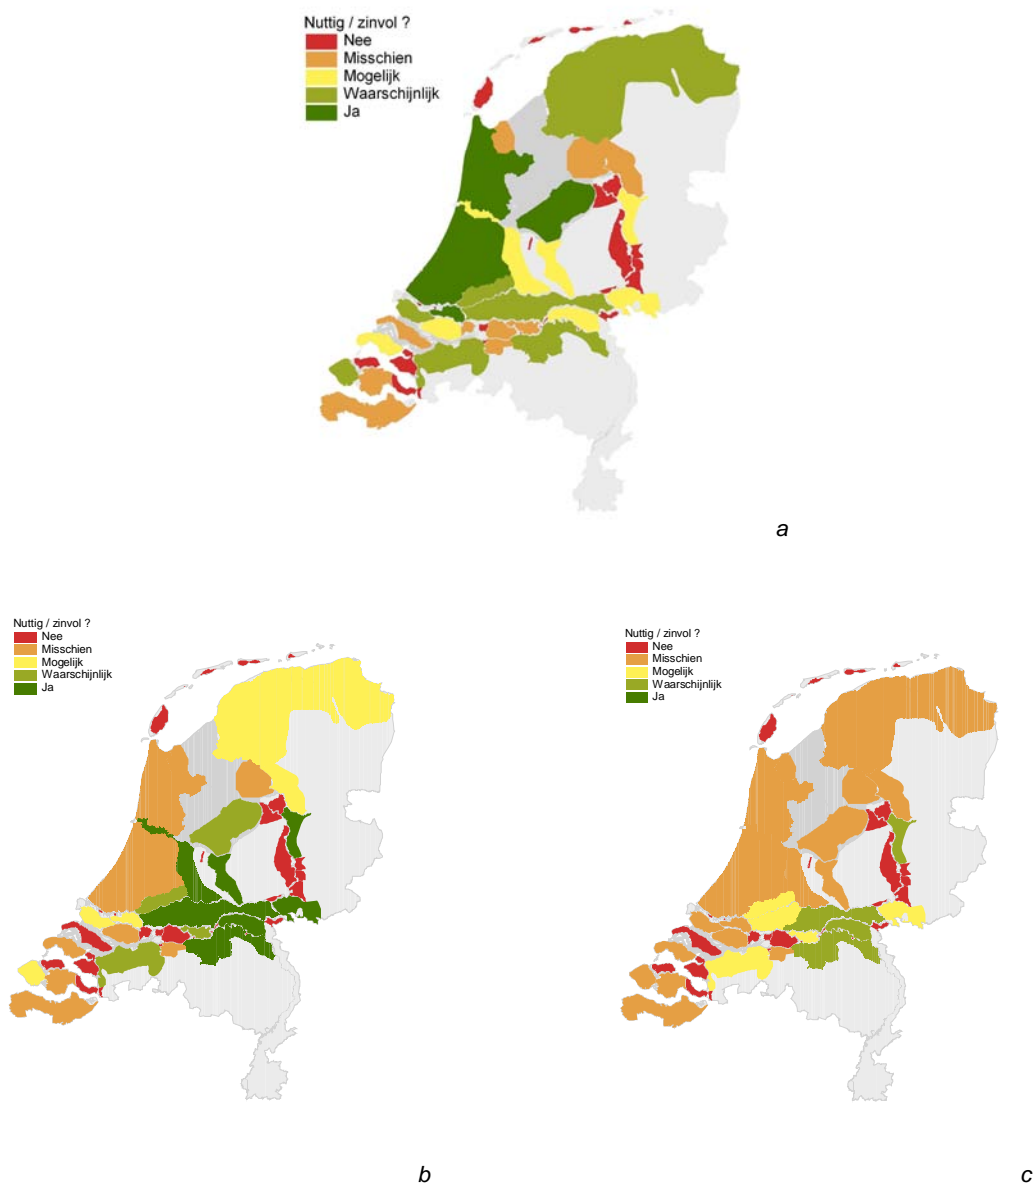 Nuttig / zinvol ?
Nee
Misschien
Mogelijk
Waarschijnlijk
Ja
a
Nuttig / zinvol ?
Nee
Misschien
Mogelijk
Waarschijnlijk
Ja
b
Nuttig / zinvol ?
Nee
Misschien
Mogelijk
Waarschijnlijk
Ja
c